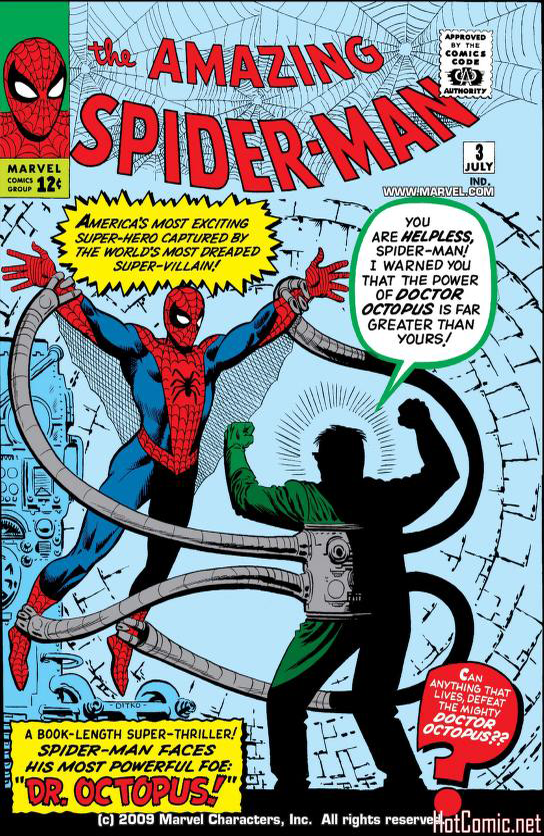 the AMAZING
SPIDER-MAN
APPROVED
BY THE
COMICS
CODE
CA
AUTHORITY
MARVEL
COMICS
GROUP 12¢
3
JULY
IND.
WWW.MARVEL.COM
AMERICA'S MOST EXCITING
SUPER-HERO CAPTURED BY
THE WORLD'S MOST DREADED
SUPER-VILLAIN!
YOU
ARE HELPLESS,
SPIDER-MAN!
I WARNED YOU
THAT THE POWER
OF DOCTOR
OCTOPUS IS FAR
GREATER THAN
YOURS!
CAN
ANYTHING THAT
LIVES, DEFEAT
THE MIGHTY
DOCTOR
OCTOPUS??
?
-DITKO-
A BOOK-LENGTH SUPER-THRILLER!
SPIDER-MAN FACES
HIS MOST POWERFUL FOE:
"DR. OCTOPUS!"
(c) 2009 Marvel Characters, Inc. All rights reserved.
HotComic.net